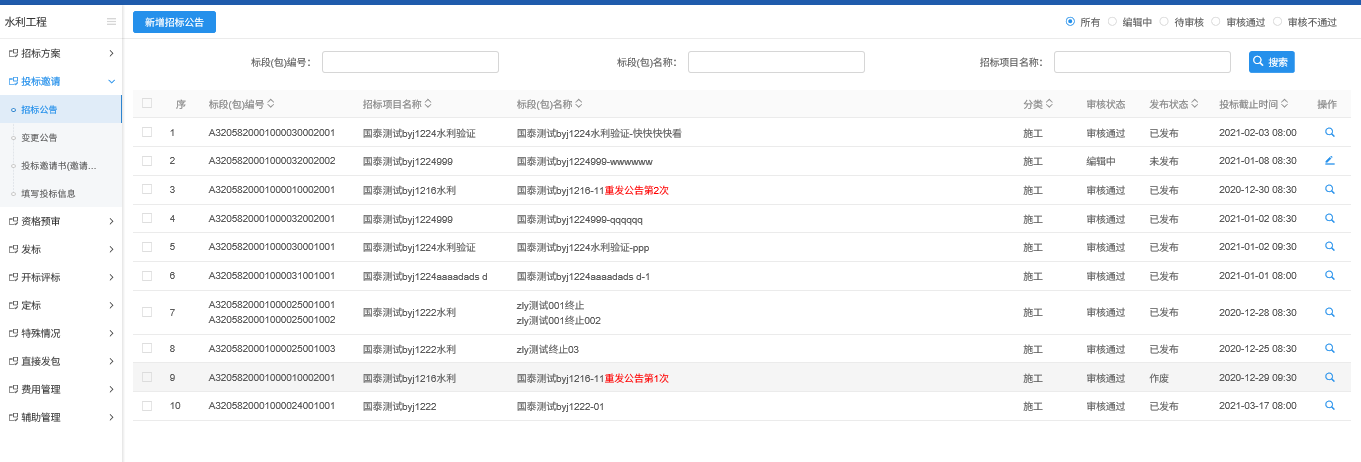 水利工程
新增招标公告
所有 编辑中 待审核 审核通过 审核不通过
招标方案
投标邀请
招标公告
变更公告
投标邀请书(邀请...
填写投标信息
资格预审
发标
开标评标
定标
特殊情况
直接发包
费用管理
辅助管理
标段(包)编号: 标段(包)名称: 招标项目名称: 搜索
序 标段(包)编号 招标项目名称 标段(包)名称 分类 审核状态 发布状态 投标截止时间 操作
1 A3205820001000030002001 国泰测试byj1224水利验证 国泰测试byj1224水利验证-快快快快看 施工 审核通过 已发布 2021-02-03 08:00
2 A3205820001000032002002 国泰测试byj1224999 国泰测试byj1224999-wwwwww 施工 编辑中 未发布 2021-01-08 08:30
3 A3205820001000010002001 国泰测试byj1216水利 国泰测试byj1216-11重发公告第2次 施工 审核通过 已发布 2020-12-30 08:30
4 A3205820001000032002001 国泰测试byj1224999 国泰测试byj1224999-qqqqqq 施工 审核通过 已发布 2021-01-02 08:30
5 A3205820001000030001001 国泰测试byj1224水利验证 国泰测试byj1224水利验证-ppp 施工 审核通过 已发布 2021-01-02 09:30
6 A3205820001000031001001 国泰测试byj1224aaaadads d 国泰测试byj1224aaaadads d-1 施工 审核通过 已发布 2021-01-01 08:00
7 A3205820001000025001001 国泰测试byj1222水利 zly测试001终止 施工 审核通过 已发布 2020-12-28 08:30
A3205820001000025001002 zly测试001终止002
8 A3205820001000025001003 国泰测试byj1222水利 zly测试终止03 施工 审核通过 已发布 2020-12-25 08:30
9 A3205820001000010002001 国泰测试byj1216水利 国泰测试byj1216-11重发公告第1次 施工 审核通过 作废 2020-12-29 09:30
10 A3205820001000024001001 国泰测试byj1222 国泰测试byj1222-01 施工 审核通过 已发布 2021-03-17 08:00